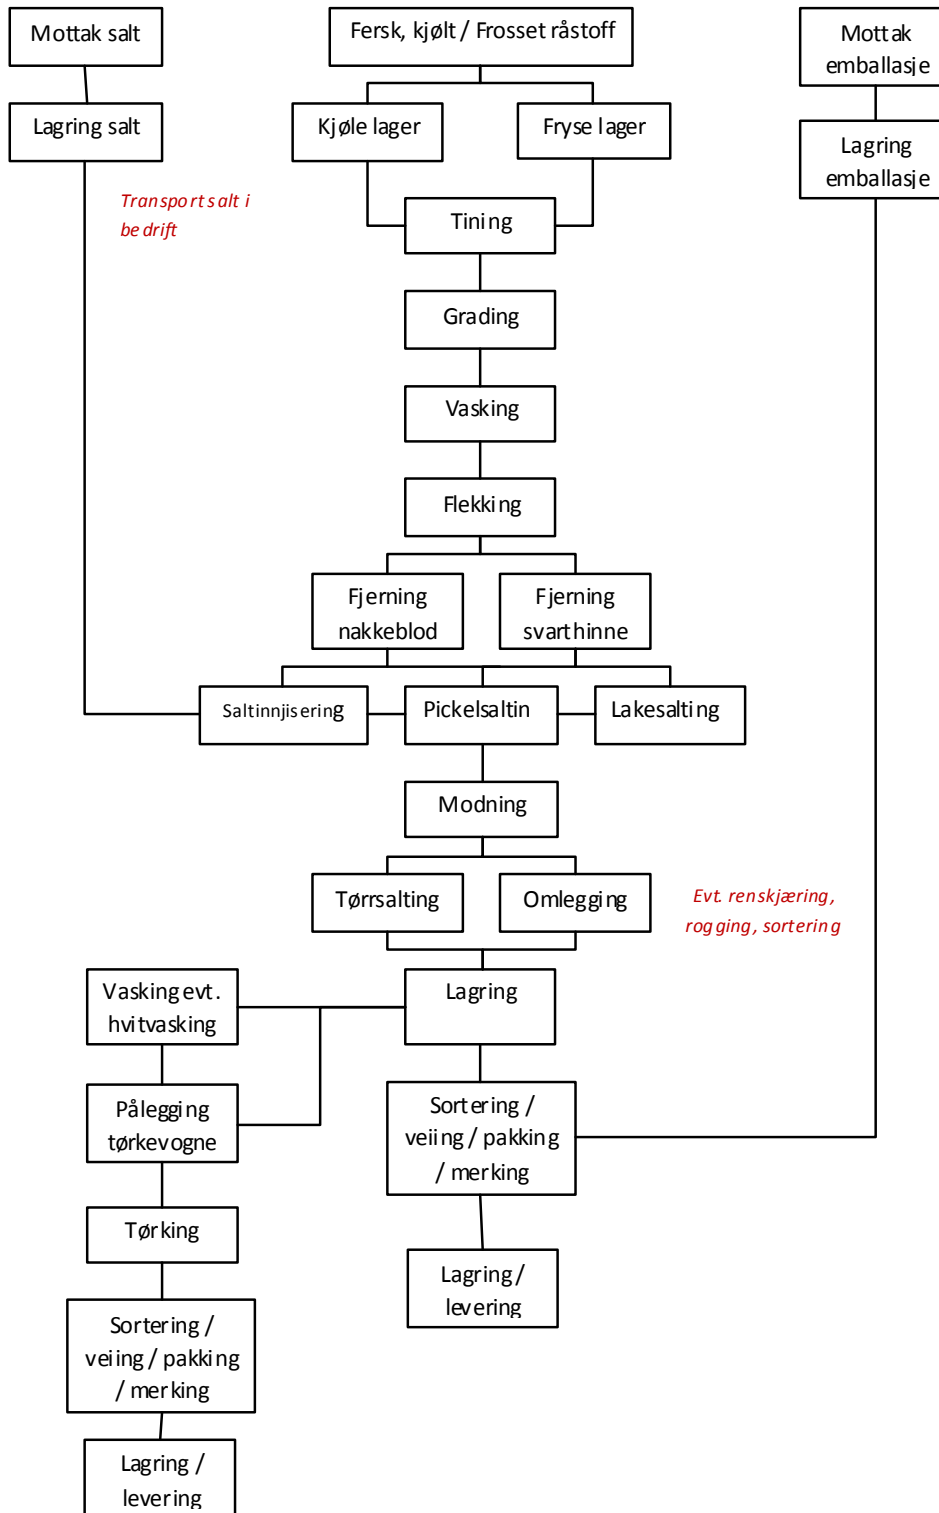 Mottak salt
Fersk, kjølt / Frosset råstoff
Mottak
emballasje
Lagring salt
Kjøle lager
Fryse lager
Lagring
emballasje
Transport salt i
bedrift
Tining
Grading
Vasking
Flekking
Fjerning
nakkeblod
Fjerning
svarthinne
Saltinnjisering
Pickelsaltin
Lakesalting
Modning
Tørrsalting
Omlegging
Evt. renskjæring,
rogging, sortering
Vasking evt.
hvitvasking
Lagring
Pålegging
tørkevogne
Sortering /
veiing / pakking
/ merking
Tørking
Lagring /
levering
Sortering /
veiing / pakking
/ merking
Lagring /
levering